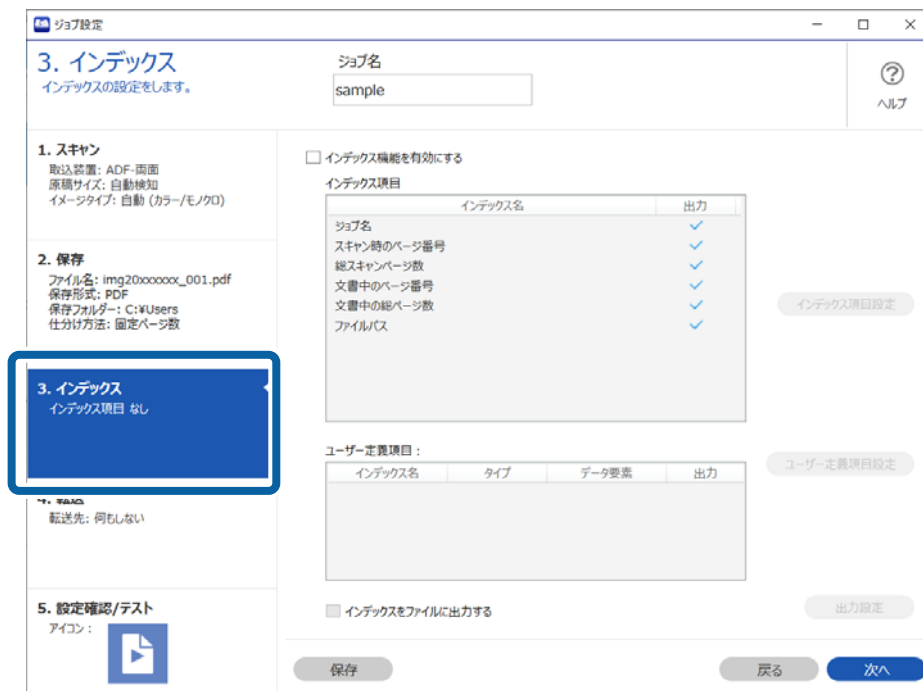 ジョブ設定
3. インデックス
インデックスの設定をします。
ジョブ名
sample
ヘルプ
1. スキャン
取込装置: ADF-両面
原稿サイズ: 自動検知
イメージタイプ: 自動 (カラー/モノクロ)
2. 保存
ファイル名: img20xxxxxx_001.pdf
保存形式: PDF
保存フォルダー: C:¥Users
仕分け方法: 固定ページ数
3. インデックス
インデックス項目 なし
4. 転送
転送先: 何もしない
5. 設定確認/テスト
アイコン :
インデックス機能を有効にする
インデックス項目
インデックス名 出力
ジョブ名
スキャン時のページ番号
総スキャンページ数
文書中のページ番号
文書中の総ページ数
ファイルパス
インデックス項目設定
ユーザー定義項目 :
インデックス名 タイプ データ要素 出力
ユーザー定義項目設定
インデックスをファイルに出力する
出力設定
保存
戻る
次へ